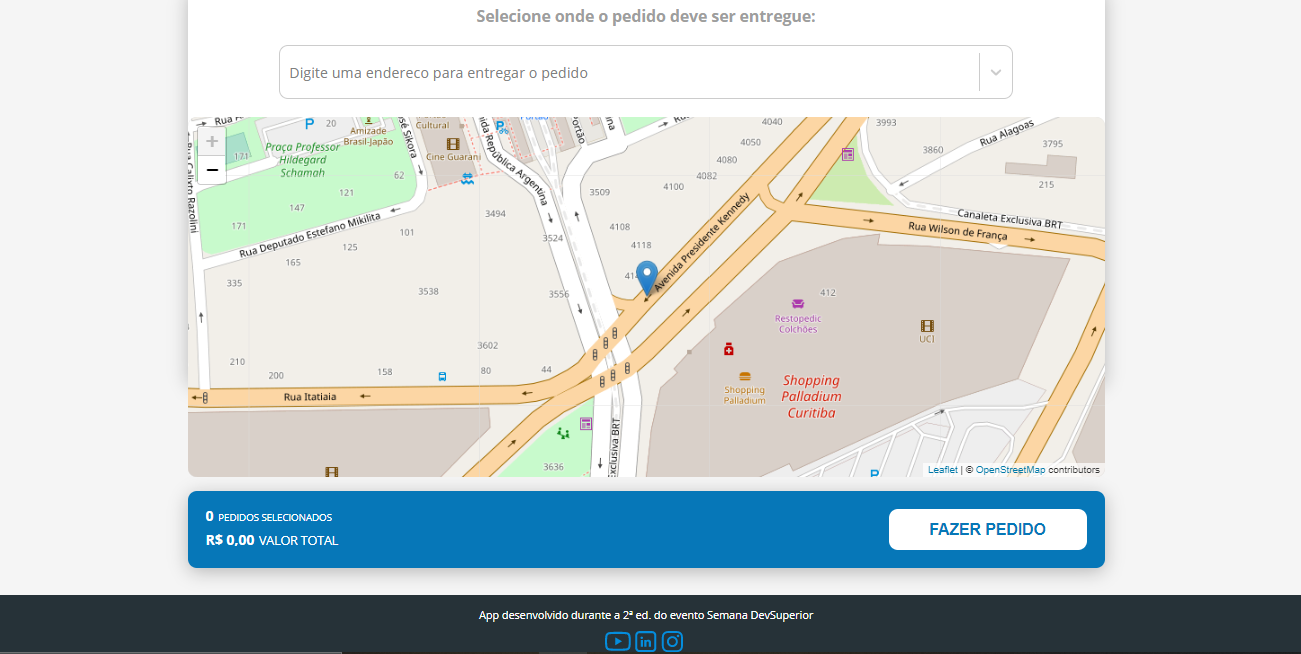 Selecione onde o pedido deve ser entregue:
Digite uma endereco para entregar o pedido
+
−
20
Amizade
Brasil-Japão
Cultural
Cine Guarani
Praça Professor
Hildegard
Schamah
171
62
121
147
171
101
125
165
335
Rua Calixto Razolini
Rua Deputado Estefano Mikilita
República Argentina
3494
3509
3524
3538
3556
3602
4040
4050
4080
4082
4100
4108
4118
Avenida Presidente Kennedy
3993
3860
3795
215
Rua Alagoas
Canaleta Exclusiva BRT
Rua Wilson de França
412
Restopedic
Colchões
UCI
Shopping
Palladium
Shopping
Palladium
Curitiba
210
200
158
80
44
Rua Itatiaia
Exclusiva BRT
3636
P
P
Leaflet | © OpenStreetMap contributors
0 PEDIDOS SELECIONADOS
R$ 0,00 VALOR TOTAL
FAZER PEDIDO
App desenvolvido durante a 2ª ed. do evento Semana DevSuperior
in